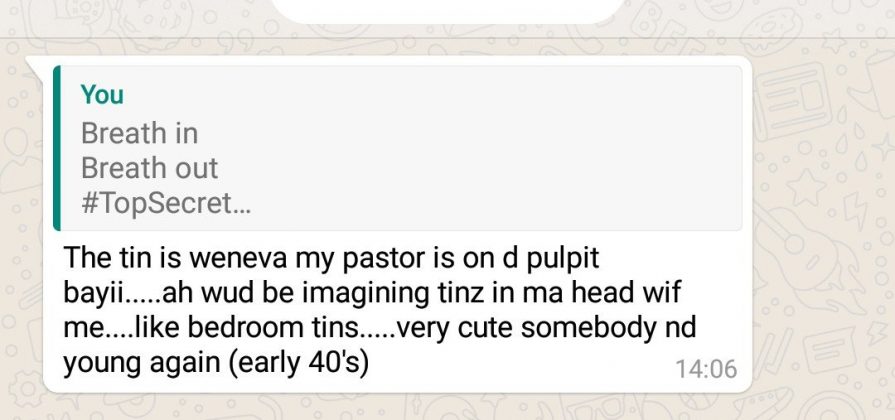 You
Breath in
Breath out
#TopSecret...
The tin is weneva my pastor is on d pulpit
bayii.....ah wud be imagining tinz in ma head wif
me....like bedroom tins.....very cute somebody nd
young again (early 40's)
14:06